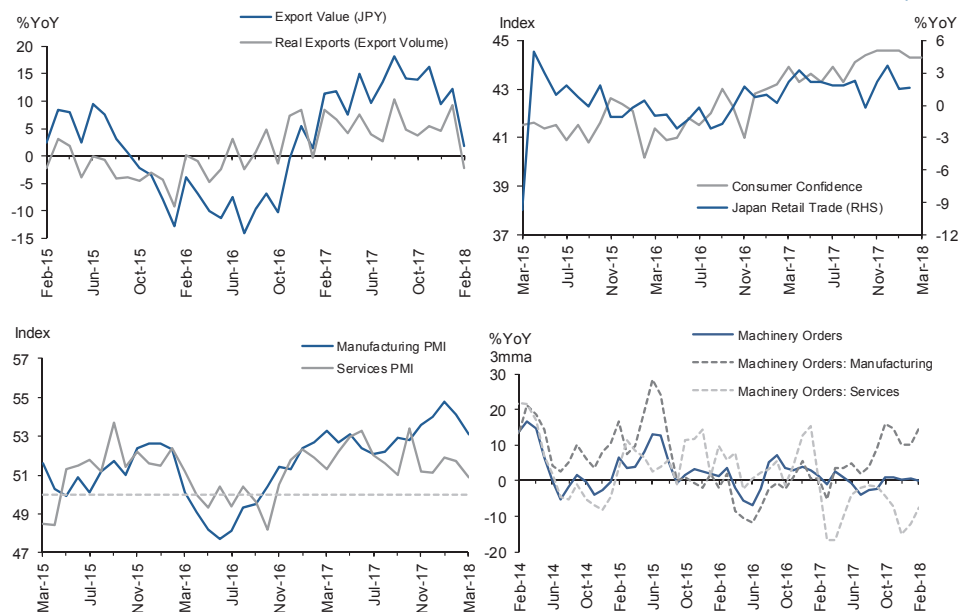 %YoY
Export Value (JPY)
Real Exports (Export Volume)
20
15
10
5
0
-5
-10
-15
Feb-15
Jun-15
Oct-15
Feb-16
Jun-16
Oct-16
Feb-17
Jun-17
Oct-17
Feb-18
Index
%YoY
45
43
41
39
37
6
3
0
-3
-6
-9
-12
Consumer Confidence
Japan Retail Trade (RHS)
Mar-15
Jul-15
Nov-15
Mar-16
Jul-16
Nov-16
Mar-17
Jul-17
Nov-17
Mar-18
Index
Manufacturing PMI
Services PMI
57
55
53
51
49
47
Mar-15
Jul-15
Nov-15
Mar-16
Jul-16
Nov-16
Mar-17
Jul-17
Nov-17
Mar-18
%YoY
3mma
Machinery Orders
Machinery Orders: Manufacturing
Machinery Orders: Services
30
20
10
0
-10
-20
Feb-14
Jun-14
Oct-14
Feb-15
Jun-15
Oct-15
Feb-16
Jun-16
Oct-16
Feb-17
Jun-17
Oct-17
Feb-18